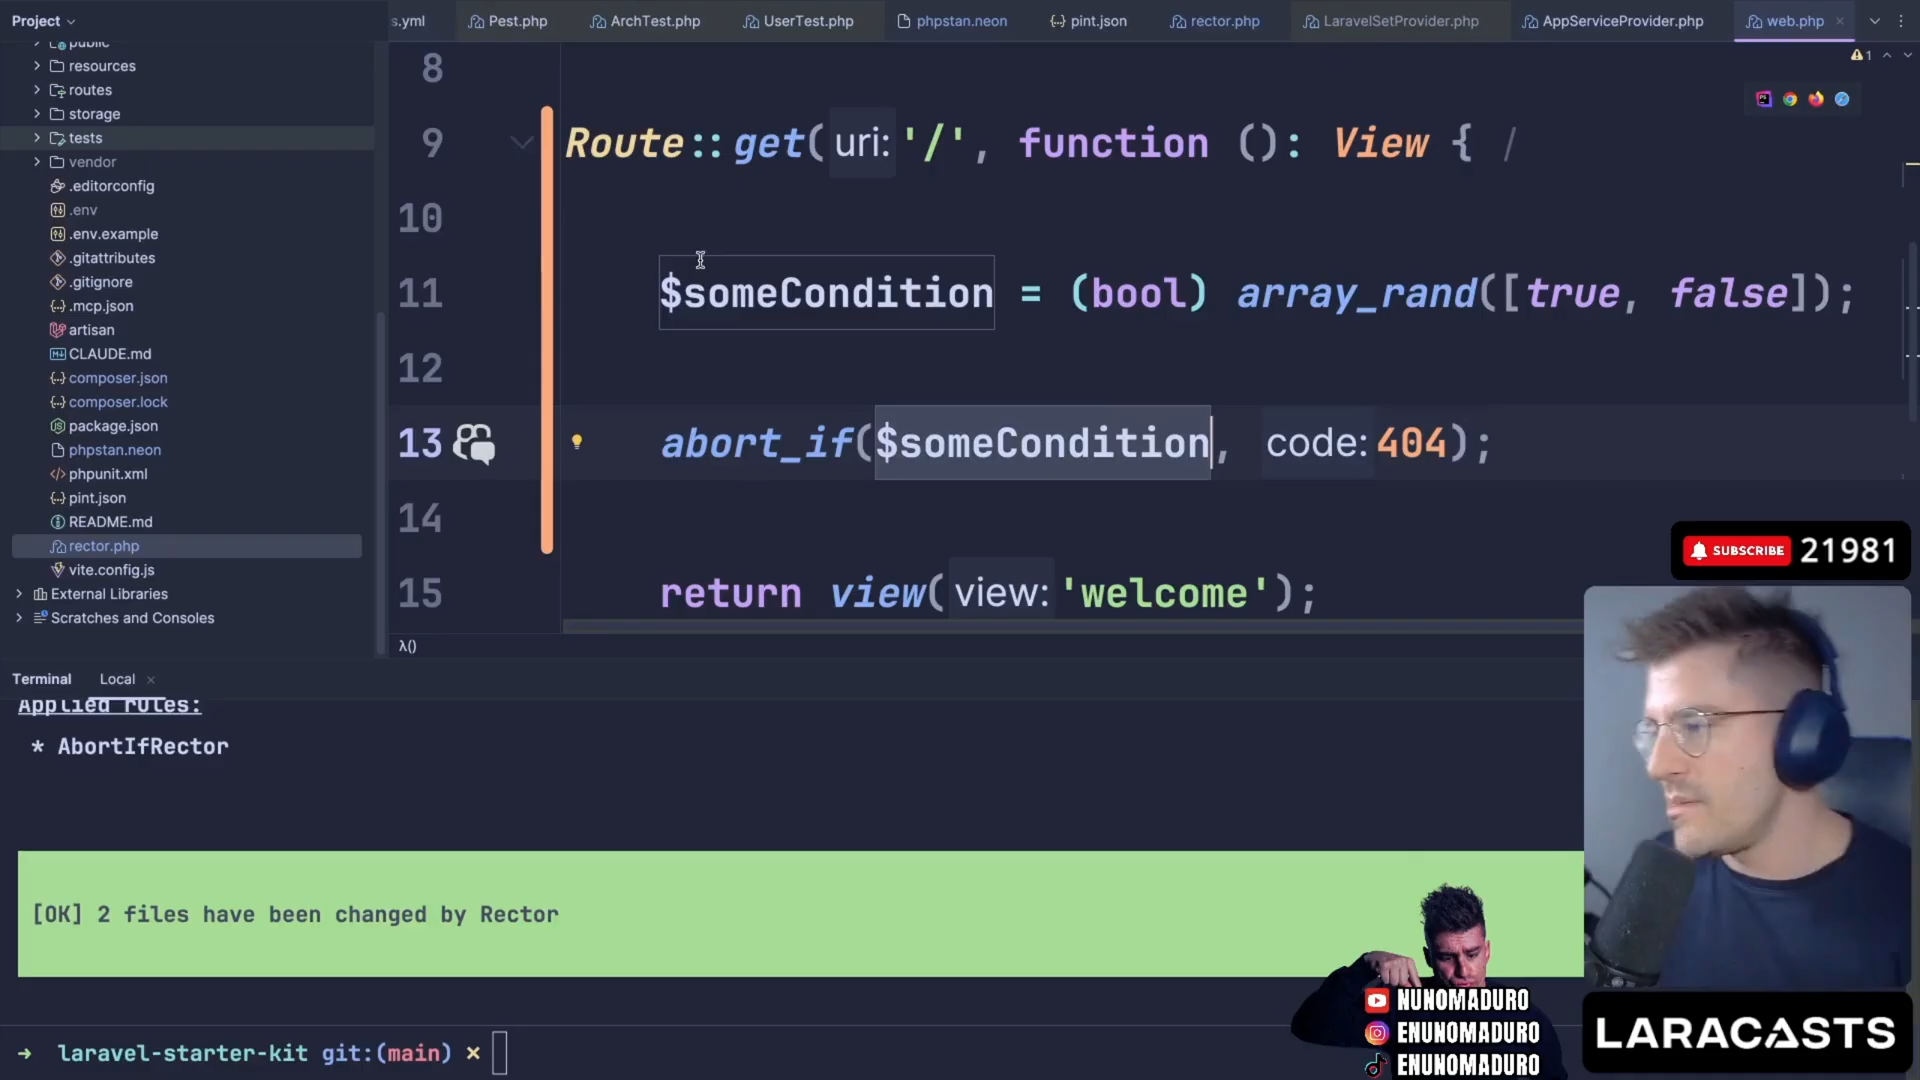 Project
s.yml
Pest.php
ArchTest.php
UserTest.php
phpstan.neon
pint.json
rector.php
LaravelSetProvider.php
AppServiceProvider.php
web.php
public
resources
routes
storage
tests
vendor
.editorconfig
.env
.env.example
.gitattributes
.gitignore
.mcp.json
artisan
CLAUDE.md
composer.json
composer.lock
package.json
phpstan.neon
phpunit.xml
pint.json
README.md
rector.php
vite.config.js
External Libraries
Scratches and Consoles
1
8
9 Route::get( uri: '/', function (): View { /
10
11 $someCondition = (bool) array_rand([true, false]);
12
13 abort_if($someCondition, code: 404);
14
15 return view( view: 'welcome');
λ()
Terminal
Local
Applied rules:
* AbortIfRector
[OK] 2 files have been changed by Rector
→ laravel-starter-kit git:(main) ×
SUBSCRIBE 21981
NUNOMADURO
ENUNOMADURO
ENUNOMADURO
LARACASTS